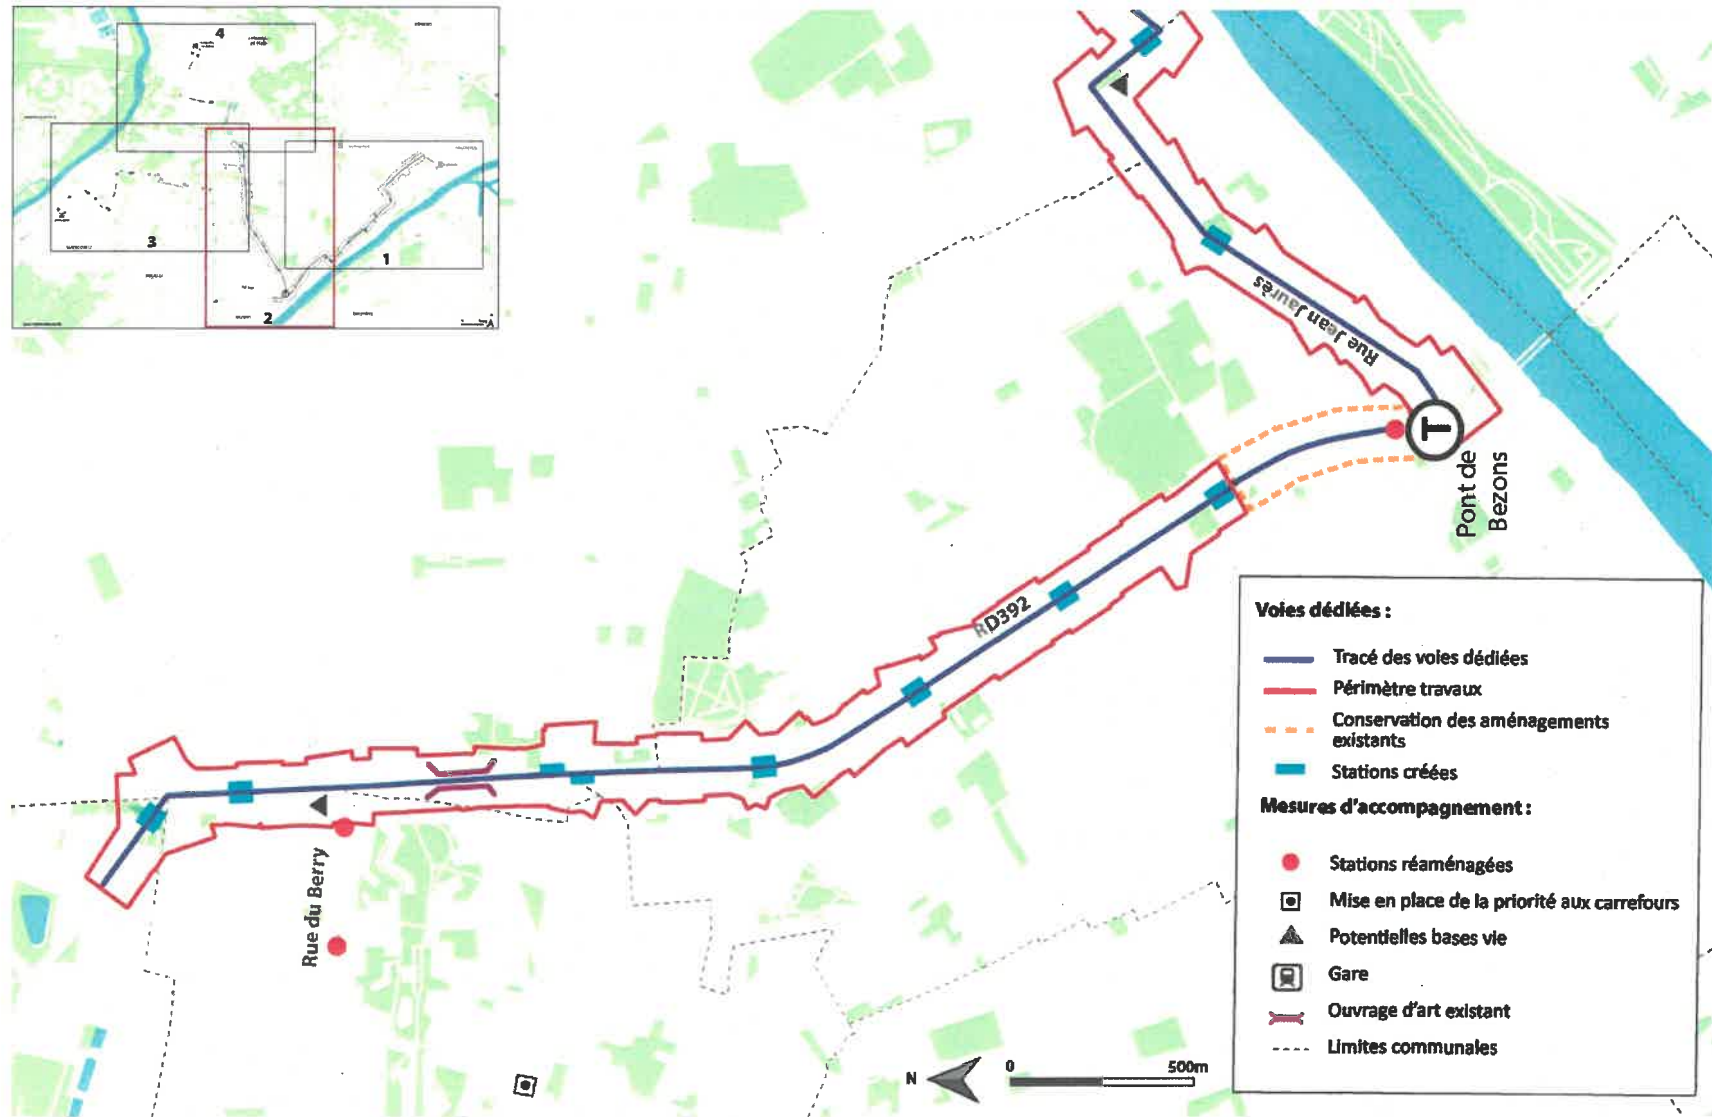 4
3
1
2
Rue Jean Jaurès
Pont de
Bezons
RD392
Rue du Berry
Voies dédiées :
Tracé des voies dédiées
Périmètre travaux
Conservation des aménagements
existants
Stations créées
Mesures d'accompagnement :
Stations réaménagées
Mise en place de la priorité aux carrefours
Potentielles bases vie
Gare
Ouvrage d'art existant
Limites communales
N
0
500m